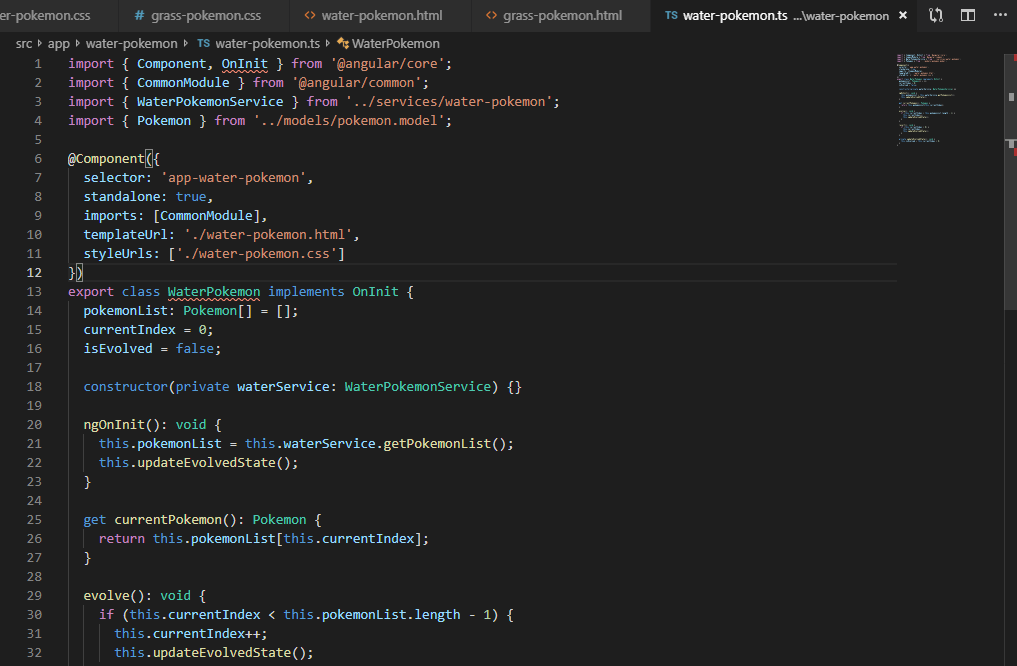 er-pokemon.css # grass-pokemon.css <> water-pokemon.html <> grass-pokemon.html TS water-pokemon.ts ...\water-pokemon ×
src app water-pokemon TS water-pokemon.ts WaterPokemon
1 import { Component, OnInit } from '@angular/core';
2 import { CommonModule } from '@angular/common';
3 import { WaterPokemonService } from '../services/water-pokemon';
4 import { Pokemon } from '../models/pokemon.model';
5
6 @Component({
7 selector: 'app-water-pokemon',
8 standalone: true,
9 imports: [CommonModule],
10 templateUrl: './water-pokemon.html',
11 styleUrls: ['./water-pokemon.css']
12 })
13 export class WaterPokemon implements OnInit {
14 pokemonList: Pokemon[] = [];
15 currentIndex = 0;
16 isEvolved = false;
17
18 constructor(private waterService: WaterPokemonService) {}
19
20 ngOnInit(): void {
21 this.pokemonList = this.waterService.getPokemonList();
22 this.updateEvolvedState();
23 }
24
25 get currentPokemon(): Pokemon {
26 return this.pokemonList[this.currentIndex];
27 }
28
29 evolve(): void {
30 if (this.currentIndex < this.pokemonList.length - 1) {
31 this.currentIndex++;
32 this.updateEvolvedState();